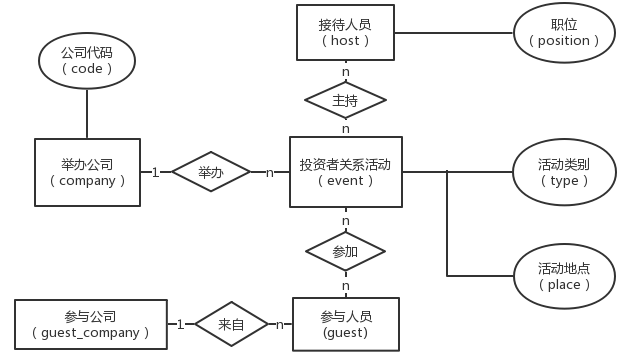 接待人员
（host）
职位
（position）
公司代码
（code）
n
主持
n
举办公司
（company）
1
举办
n
投资者关系活动
（event）
活动类别
（type）
n
参加
n
活动地点
（place）
参与公司
（guest_company）
1
来自
n
参与人员
(guest)